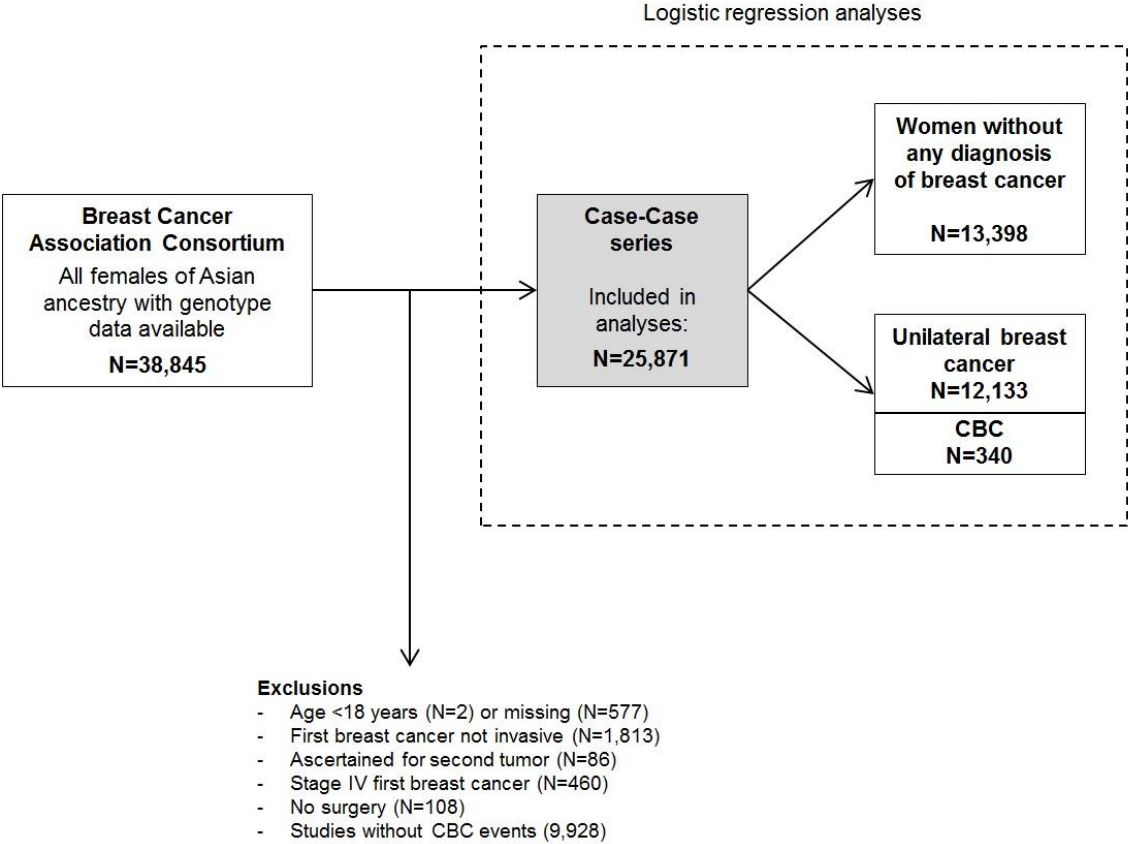 Logistic regression analyses
Breast Cancer
Association Consortium
All females of Asian
ancestry with genotype
data available
N=38,845
Case-Case
series
Included in
analyses:
N=25,871
Women without
any diagnosis
of breast cancer
N=13,398
Unilateral breast
cancer
N=12,133
CBC
N=340
Exclusions
- Age <18 years (N=2) or missing (N=577)
- First breast cancer not invasive (N=1,813)
- Ascertained for second tumor (N=86)
- Stage IV first breast cancer (N=460)
- No surgery (N=108)
- Studies without CBC events (9,928)